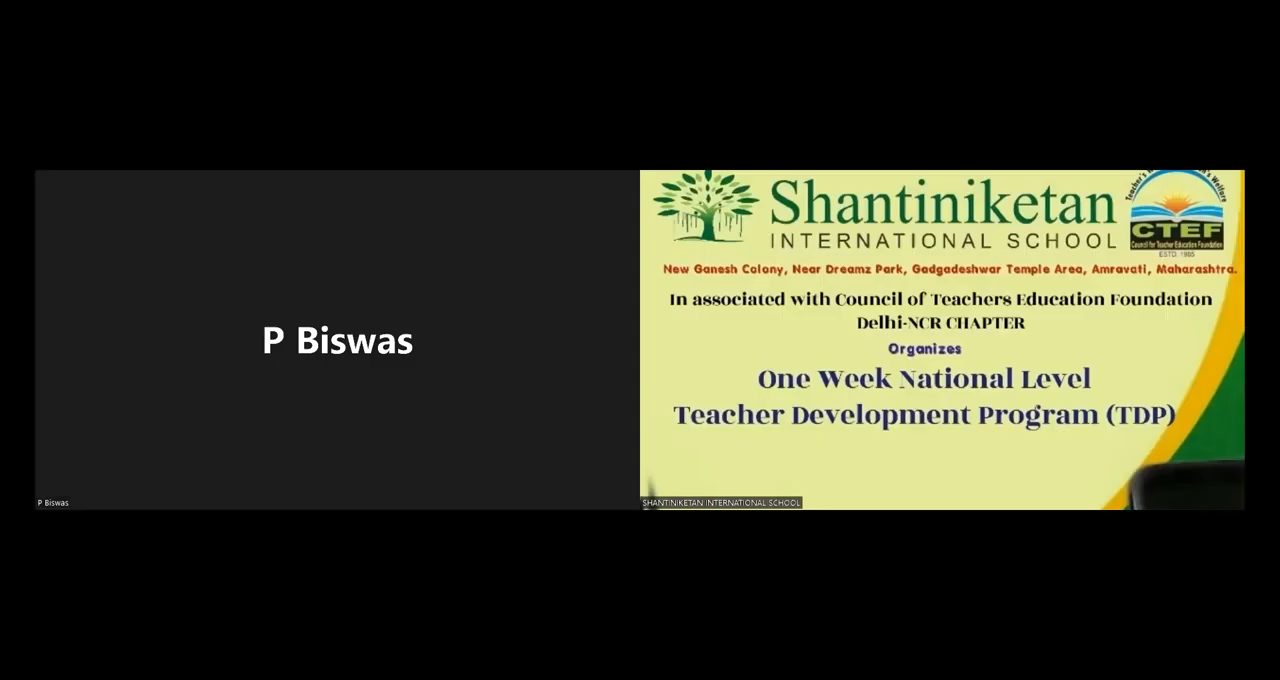 P Biswas
P Biswas
Shantiniketan
INTERNATIONAL SCHOOL
CTEF
Council for Teacher Education Foundation
ESTD. 1995
New Ganesh Colony, Near Dreamz Park, Gadgadeshwar Temple Area, Amravati, Maharashtra.
In associated with Council of Teachers Education Foundation
Delhi-NCR CHAPTER
Organizes
One Week National Level
Teacher Development Program (TDP)
SHANTINIKETAN INTERNATIONAL SCHOOL